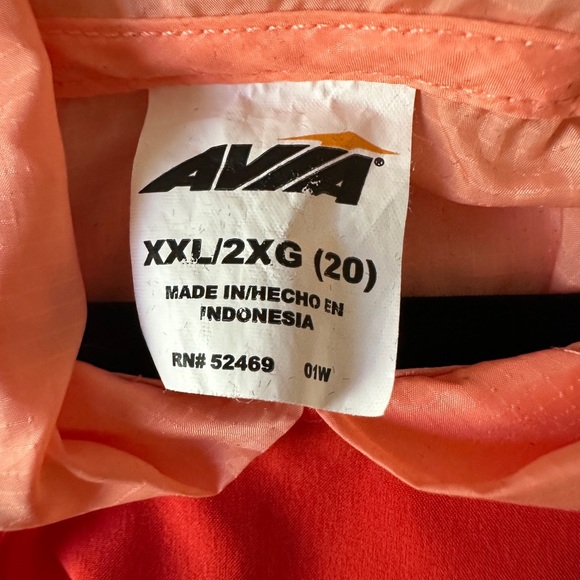 AVIA®
XXL/2XG (20)
MADE IN/HECHO EN
INDONESIA
RN# 52469 01W